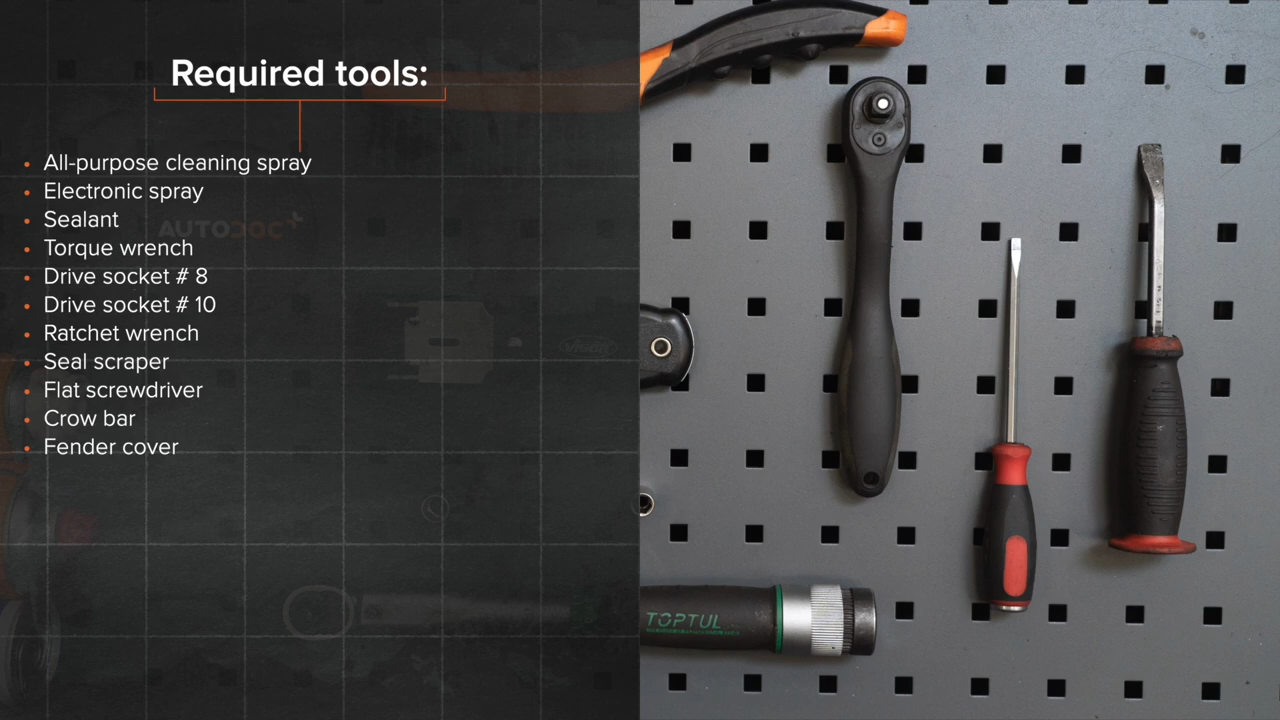 Required tools:
All-purpose cleaning spray
Electronic spray
Sealant
AUTODOC
Torque wrench
Drive socket # 8
Drive socket # 10
Ratchet wrench
Seal scraper
Flat screwdriver
Crow bar
Fender cover
TOPTUL